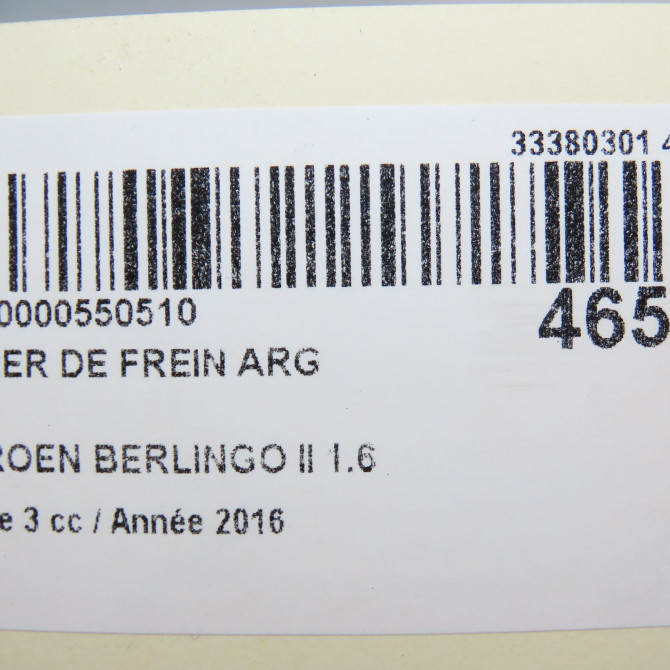 33380301 4
0000550510
465
ER DE FREIN ARG
ROEN BERLINGO II 1.6
e 3 cc / Année 2016